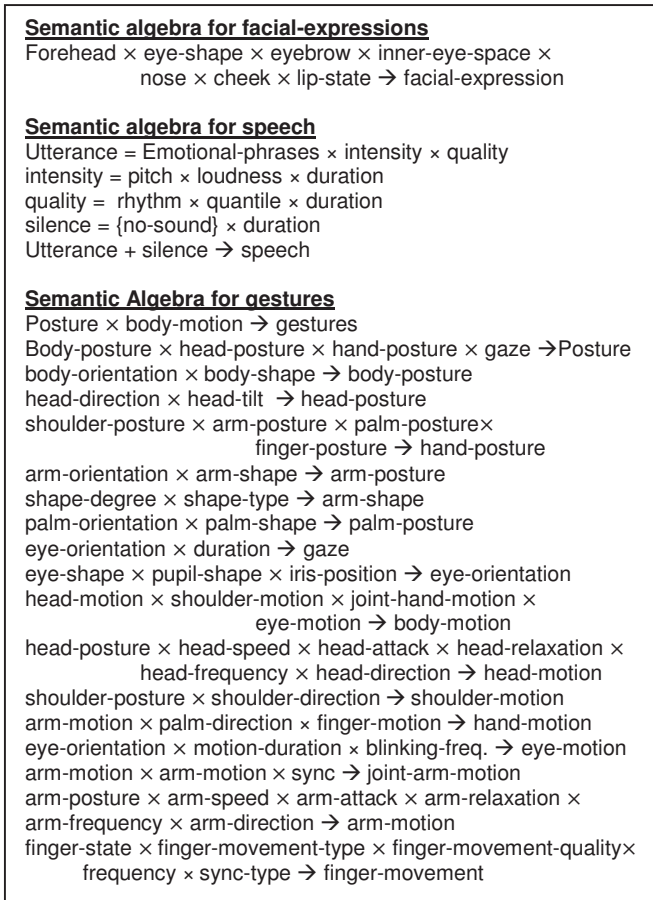 Semantic algebra for facial-expressions
Forehead × eye-shape × eyebrow × inner-eye-space ×
nose × cheek × lip-state → facial-expression
Semantic algebra for speech
Utterance = Emotional-phrases × intensity × quality
intensity = pitch × loudness × duration
quality = rhythm × quantile × duration
silence = {no-sound} × duration
Utterance + silence → speech
Semantic Algebra for gestures
Posture × body-motion → gestures
Body-posture × head-posture × hand-posture × gaze →Posture
body-orientation × body-shape → body-posture
head-direction × head-tilt → head-posture
shoulder-posture × arm-posture × palm-posture×
finger-posture → hand-posture
arm-orientation × arm-shape → arm-posture
shape-degree × shape-type → arm-shape
palm-orientation × palm-shape → palm-posture
eye-orientation × duration → gaze
eye-shape × pupil-shape × iris-position → eye-orientation
head-motion × shoulder-motion × joint-hand-motion ×
eye-motion → body-motion
head-posture × head-speed × head-attack × head-relaxation ×
head-frequency × head-direction → head-motion
shoulder-posture × shoulder-direction → shoulder-motion
arm-motion × palm-direction × finger-motion → hand-motion
eye-orientation × motion-duration × blinking-freq. → eye-motion
arm-motion × arm-motion × sync → joint-arm-motion
arm-posture × arm-speed × arm-attack × arm-relaxation ×
arm-frequency × arm-direction → arm-motion
finger-state × finger-movement-type × finger-movement-quality×
frequency × sync-type → finger-movement